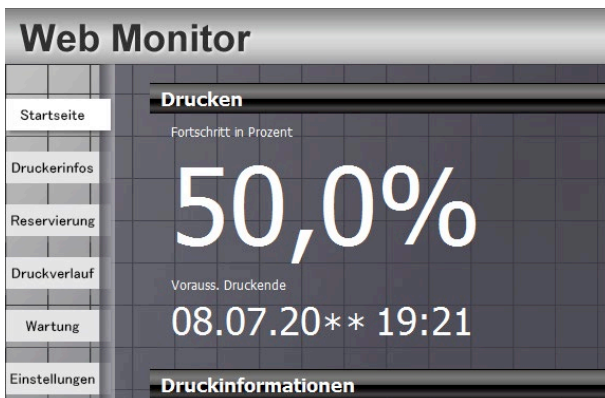 Web Monitor
Startseite
Druckerinfos
Reservierung
Druckverlauf
Wartung
Einstellungen
Drucken
Fortschritt in Prozent
50,0%
Vorauss. Druckende
08.07.20** 19:21
Druckinformationen